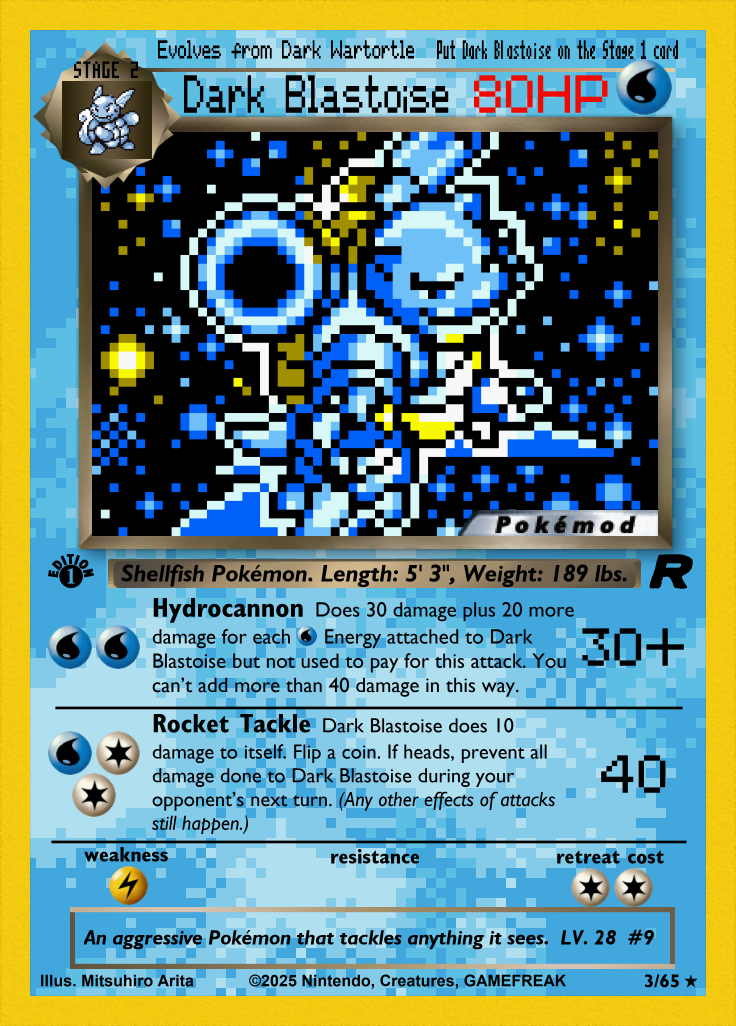 Evolves from Dark Wartortle Put Dark Blastoise on the Stage 1 card
STAGE 2
Dark Blastoise 80HP
Pokémod
EDITION
1
Shellfish Pokémon. Length: 5' 3", Weight: 189 lbs.
R
Hydrocannon Does 30 damage plus 20 more
damage for each Energy attached to Dark
Blastoise but not used to pay for this attack. You
can't add more than 40 damage in this way.
30+
Rocket Tackle Dark Blastoise does 10
damage to itself. Flip a coin. If heads, prevent all
damage done to Dark Blastoise during your
opponent's next turn. (Any other effects of attacks
still happen.)
40
weakness resistance retreat cost
An aggressive Pokémon that tackles anything it sees. LV. 28 #9
Illus. Mitsuhiro Arita ©2025 Nintendo, Creatures, GAMEFREAK 3/65 ★